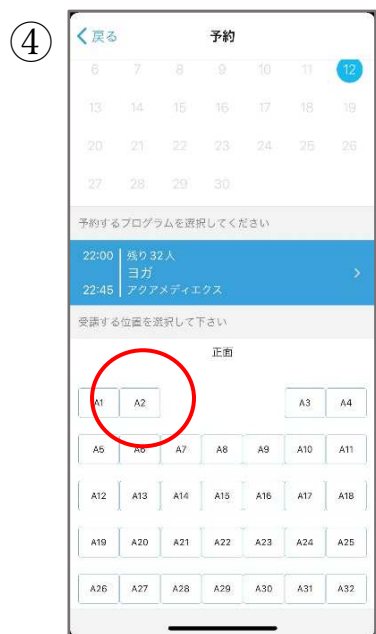 ④
戻る 予約
6 7 8 9 10 11 12
13 14 15 16 17 18 19
20 21 22 23 24 25 26
27 28 29 30
予約するプログラムを選択してください
22:00 残り32人
ヨガ
22:45 アクアメディエクス
受講する位置を選択して下さい
正面
A1 A2 A3 A4
A5 A6 A7 A8 A9 A10 A11
A12 A13 A14 A15 A16 A17 A18
A19 A20 A21 A22 A23 A24 A25
A26 A27 A28 A29 A30 A31 A32